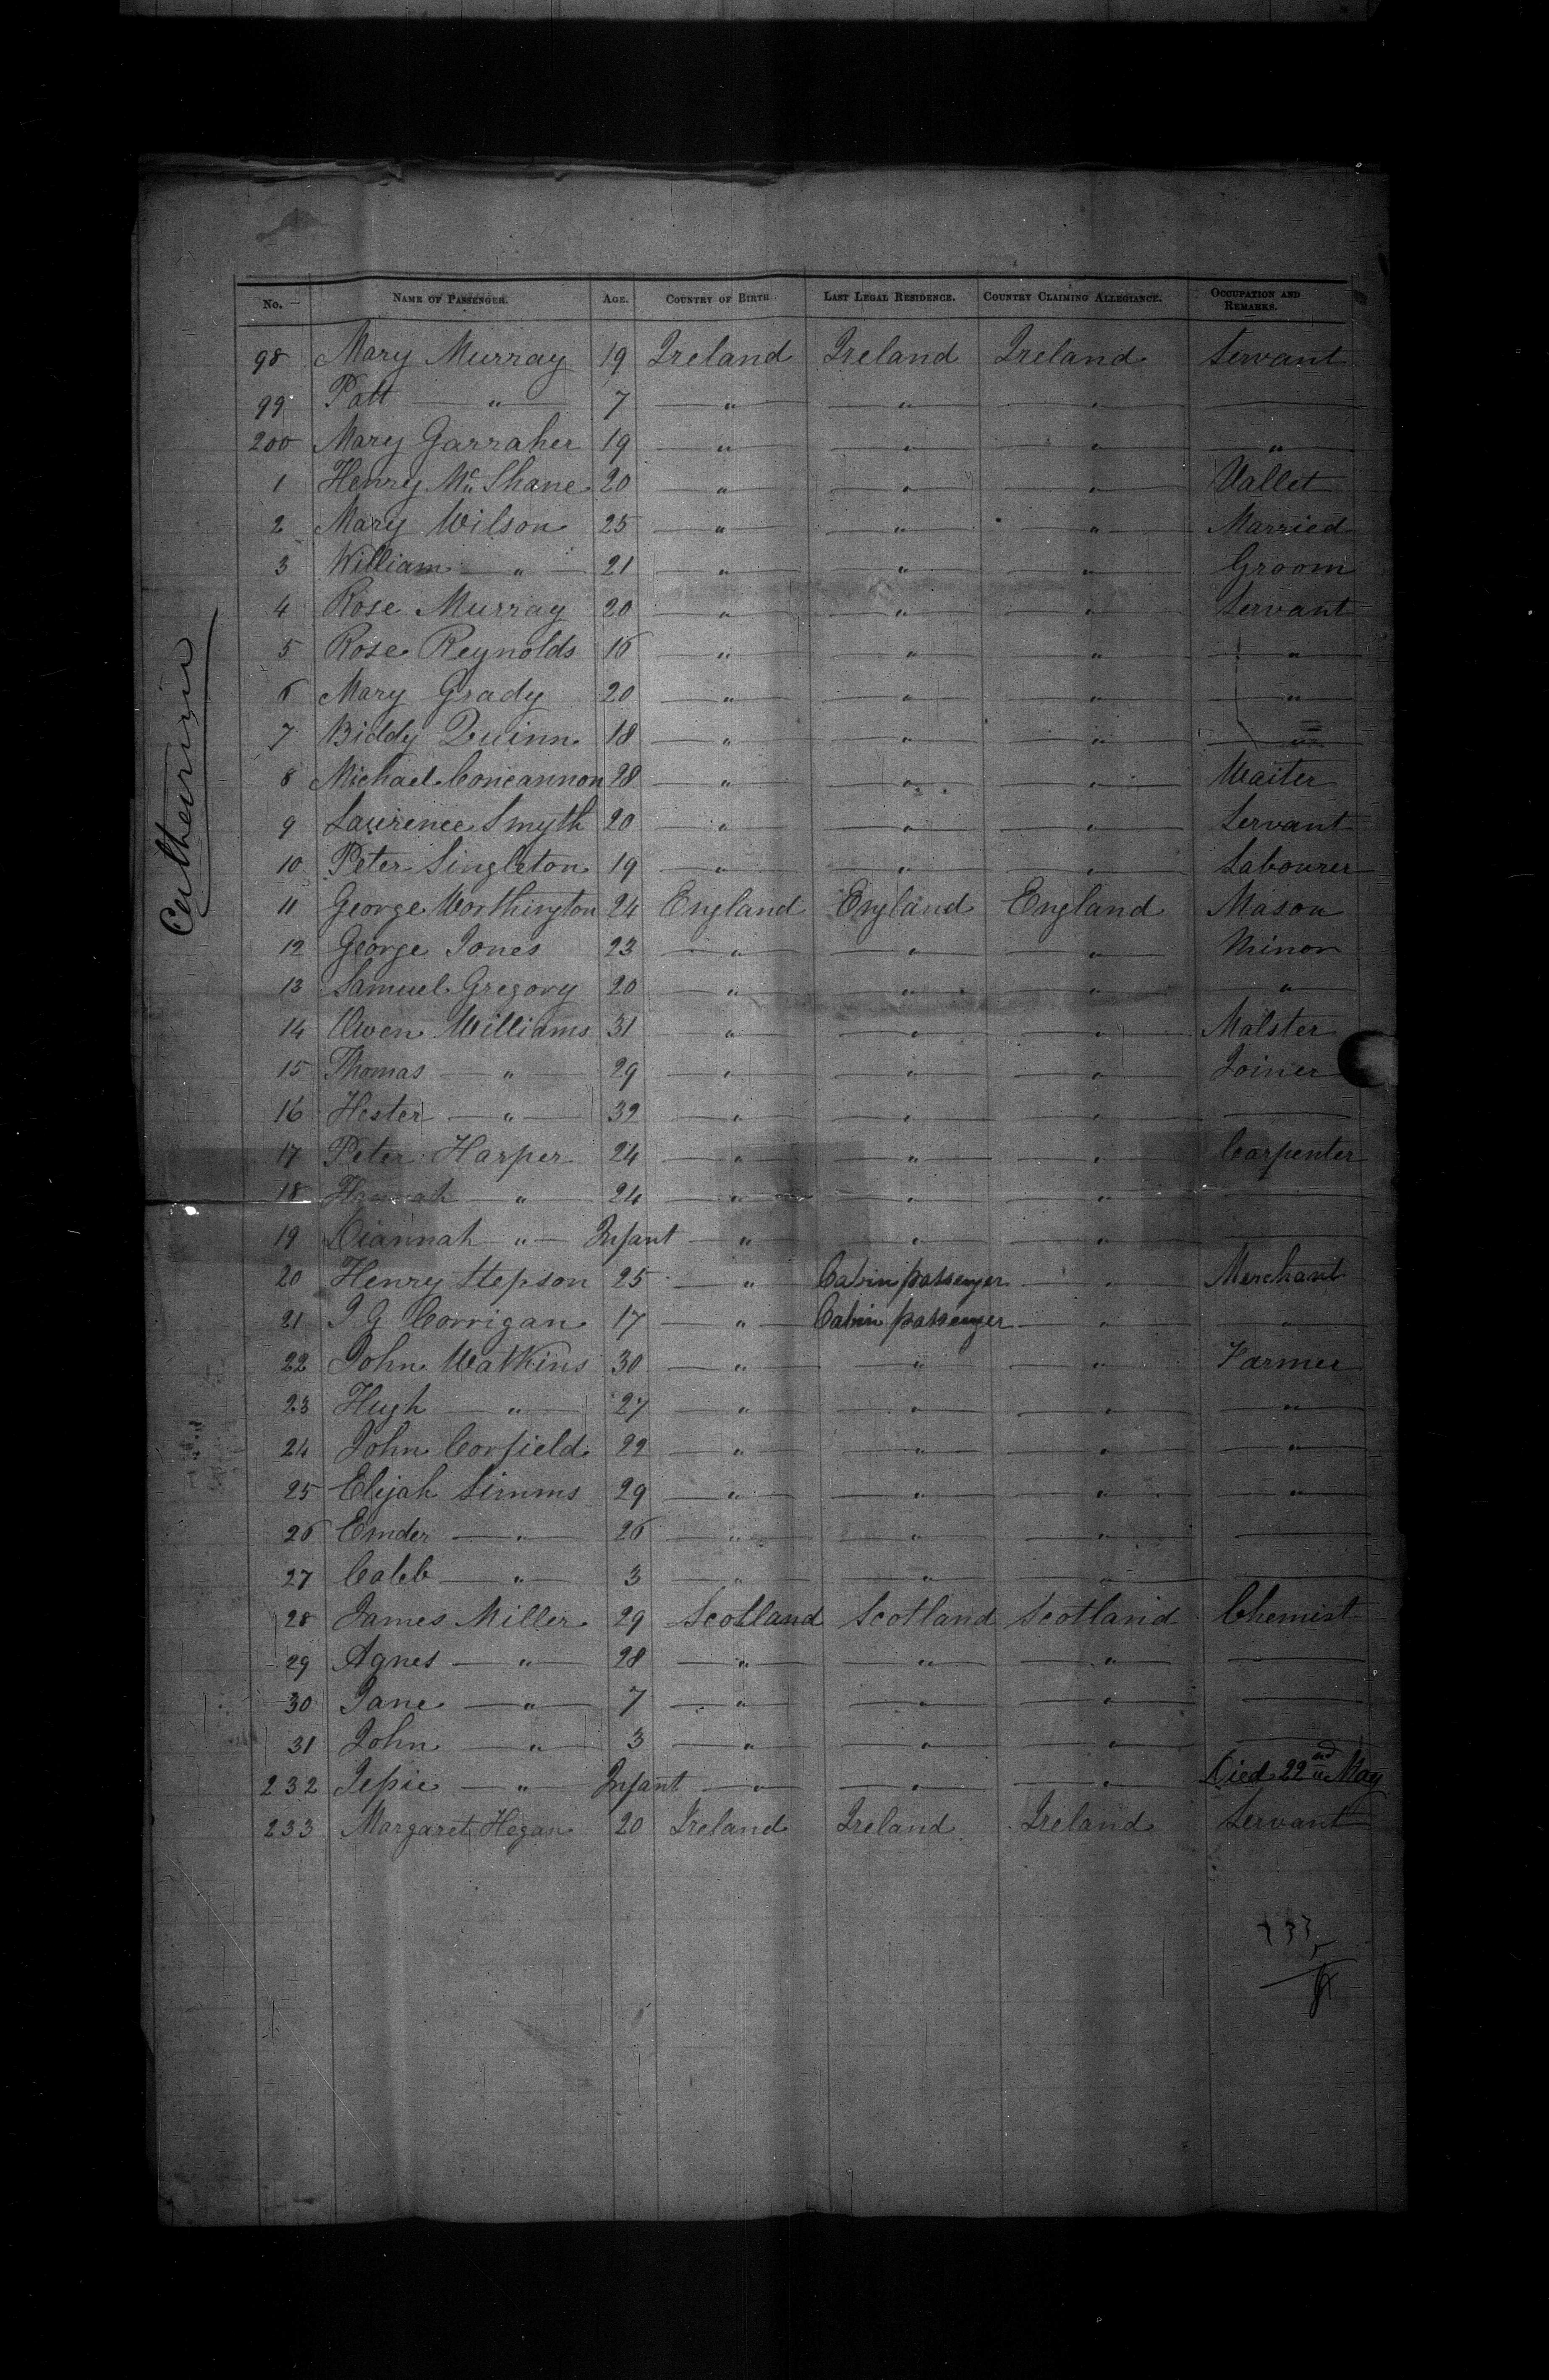 No. NAME OF PASSENGER. AGE. COUNTRY OF BIRTH. LAST LEGAL RESIDENCE. COUNTRY CLAIMING ALLEGIANCE. OCCUPATION AND REMARKS.
98 Mary Murray 19 Ireland Ireland Ireland Servant
99 Patt — " — 7 — " — — " — — " — —
200 Mary Garraher 19 — " — — " — — " — — " —
1 Henry Mc Shane 20 — " — — " — — " — Vallet
2 Mary Wilson 25 — " — — " — — " — Married
3 William — " — 21 — " — — " — — " — Groom
4 Rose Murray 20 — " — — " — — " — Servant
5 Rose Reynolds 16 — " — — " — — " — — " —
6 Mary Grady 20 — " — — " — — " — — " —
7 Biddy Quinn 18 — " — — " — — " — — " —
8 Michael Concannon 28 — " — — " — — " — Waiter
9 Laurence Smyth 20 — " — — " — — " — Servant
10 Peter Singleton 19 — " — — " — — " — Labourer
11 George Worthington 24 England England England Mason
12 George Jones 23 — " — — " — — " — Minor
13 Samuel Gregory 20 — " — — " — — " — — " —
14 Owen Williams 31 — " — — " — — " — Malster
15 Thomas — " — 29 — " — — " — — " — Joiner
16 Hester — " — 32 — " — — " — — " — —
17 Peter Harper 24 — " — — " — — " — Carpenter
18 Hannah — " — 24 — " — — " — — " — —
19 Diannah — " — Infant — " — — " — — " — —
20 Henry Hepson 25 — " — Cabin passenger — " — Merchant
21 J G Corrigan 17 — " — Cabin passenger — " — — " —
22 John Watkins 30 — " — — " — — " — Farmer
23 Hugh — " — 27 — " — — " — — " — — " —
24 John Corfield 22 — " — — " — — " — — " —
25 Elijah Simms 29 — " — — " — — " — — " —
26 Emder — " — 26 — " — — " — — " — —
27 Caleb — " — 3 — " — — " — — " — —
28 James Miller 29 Scotland Scotland Scotland Chemist
29 Agnes — " — 28 — " — — " — — " — —
30 Jane — " — 7 — " — — " — — " — —
31 John — " — 3 — " — — " — — " — —
232 Jessie — " — Infant — " — — " — — " — Died 22nd May
233 Margaret Hegan 20 Ireland Ireland Ireland Servant
233